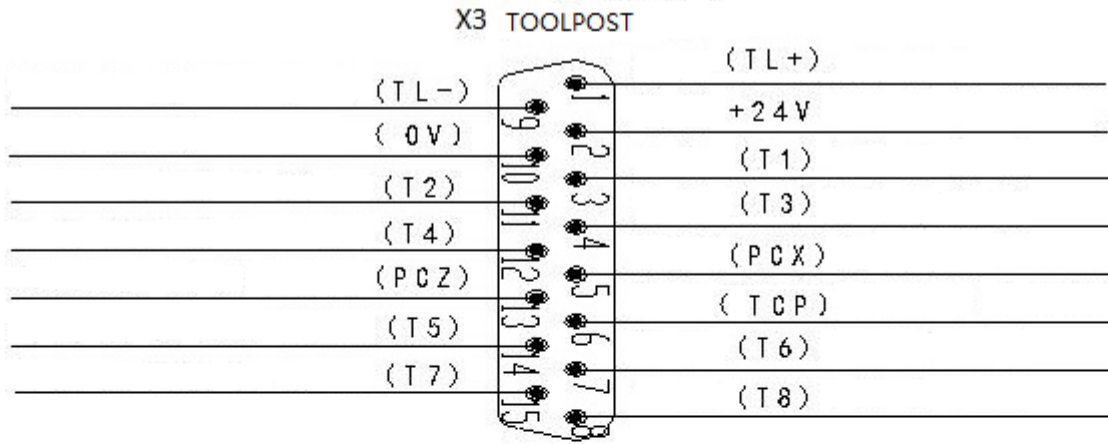 X3 TOOLPOST
(TL+)
(TL-)
1
+24V
9
(0V)
2
(T1)
10
(T2)
3
(T3)
11
(T4)
4
(PCX)
12
(PCZ)
5
(TCP)
13
(T5)
6
(T6)
14
(T7)
7
(T8)
15
8